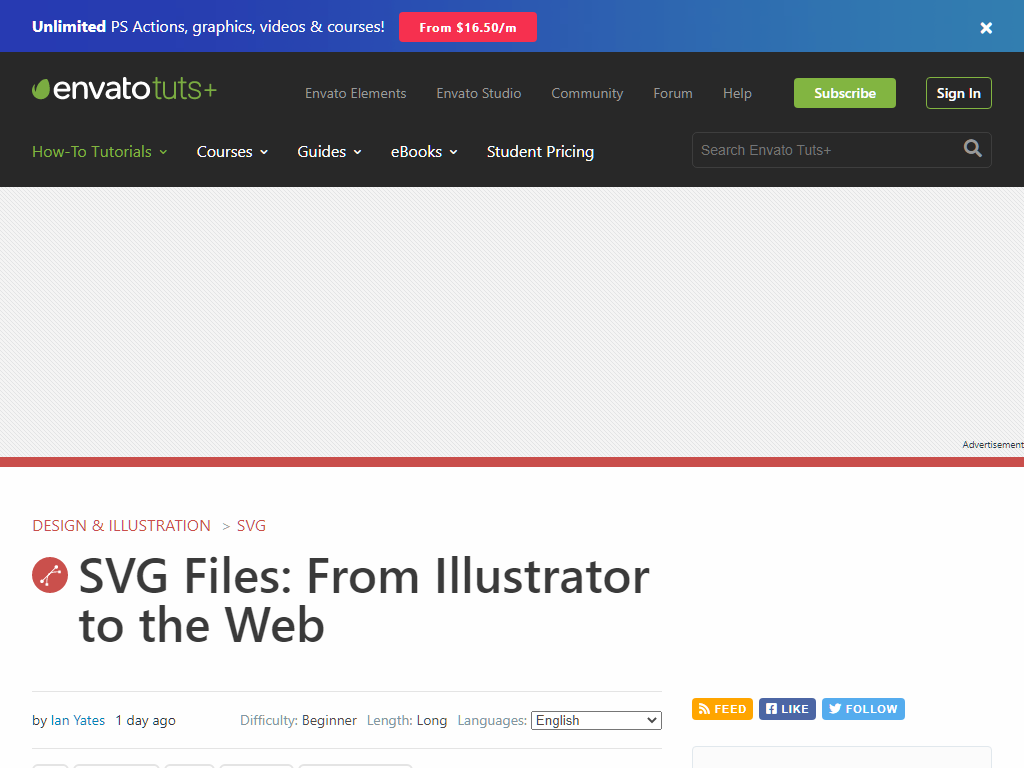 Unlimited PS Actions, graphics, videos & courses! From $16.50/m
envatotuts+ Envato Elements Envato Studio Community Forum Help Subscribe Sign In
How-To Tutorials Courses Guides eBooks Student Pricing Search Envato Tuts+
Advertisement
DESIGN & ILLUSTRATION > SVG
SVG Files: From Illustrator
to the Web
by Ian Yates 1 day ago Difficulty: Beginner Length: Long Languages: English
FEED LIKE FOLLOW